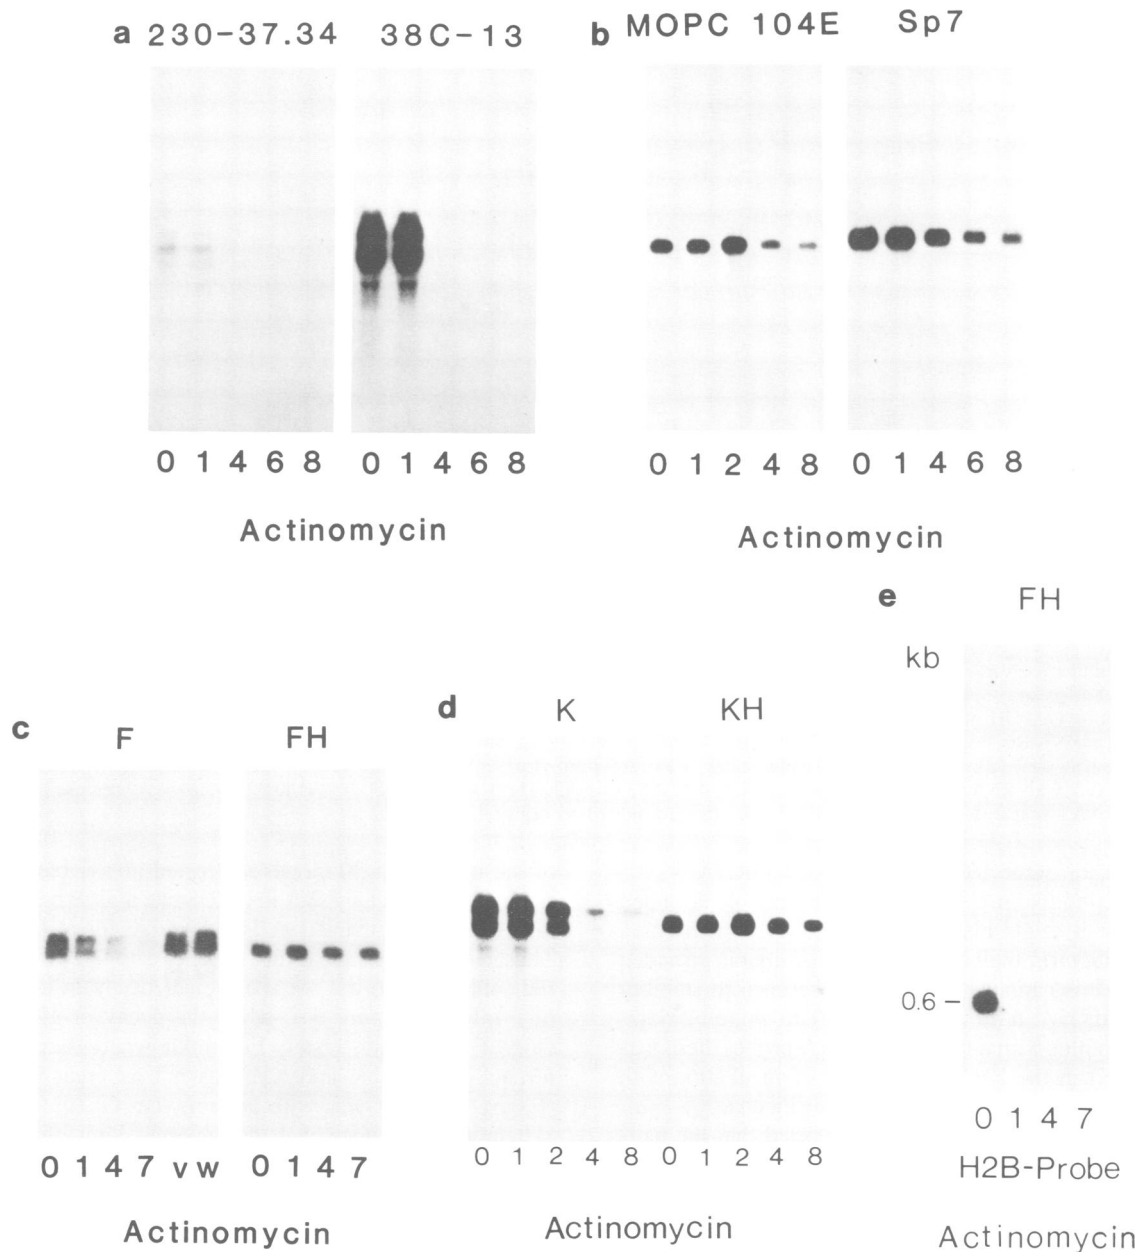 a 230-37.34 38C-13
b MOPC 104E Sp7
0 1 4 6 8 0 1 4 6 8
0 1 2 4 8 0 1 4 6 8
Actinomycin
Actinomycin
e FH
kb
0.6 –
0 1 4 7
H2B-Probe
Actinomycin
c F FH
0 1 4 7 v w 0 1 4 7
Actinomycin
d K KH
0 1 2 4 8 0 1 2 4 8
Actinomycin